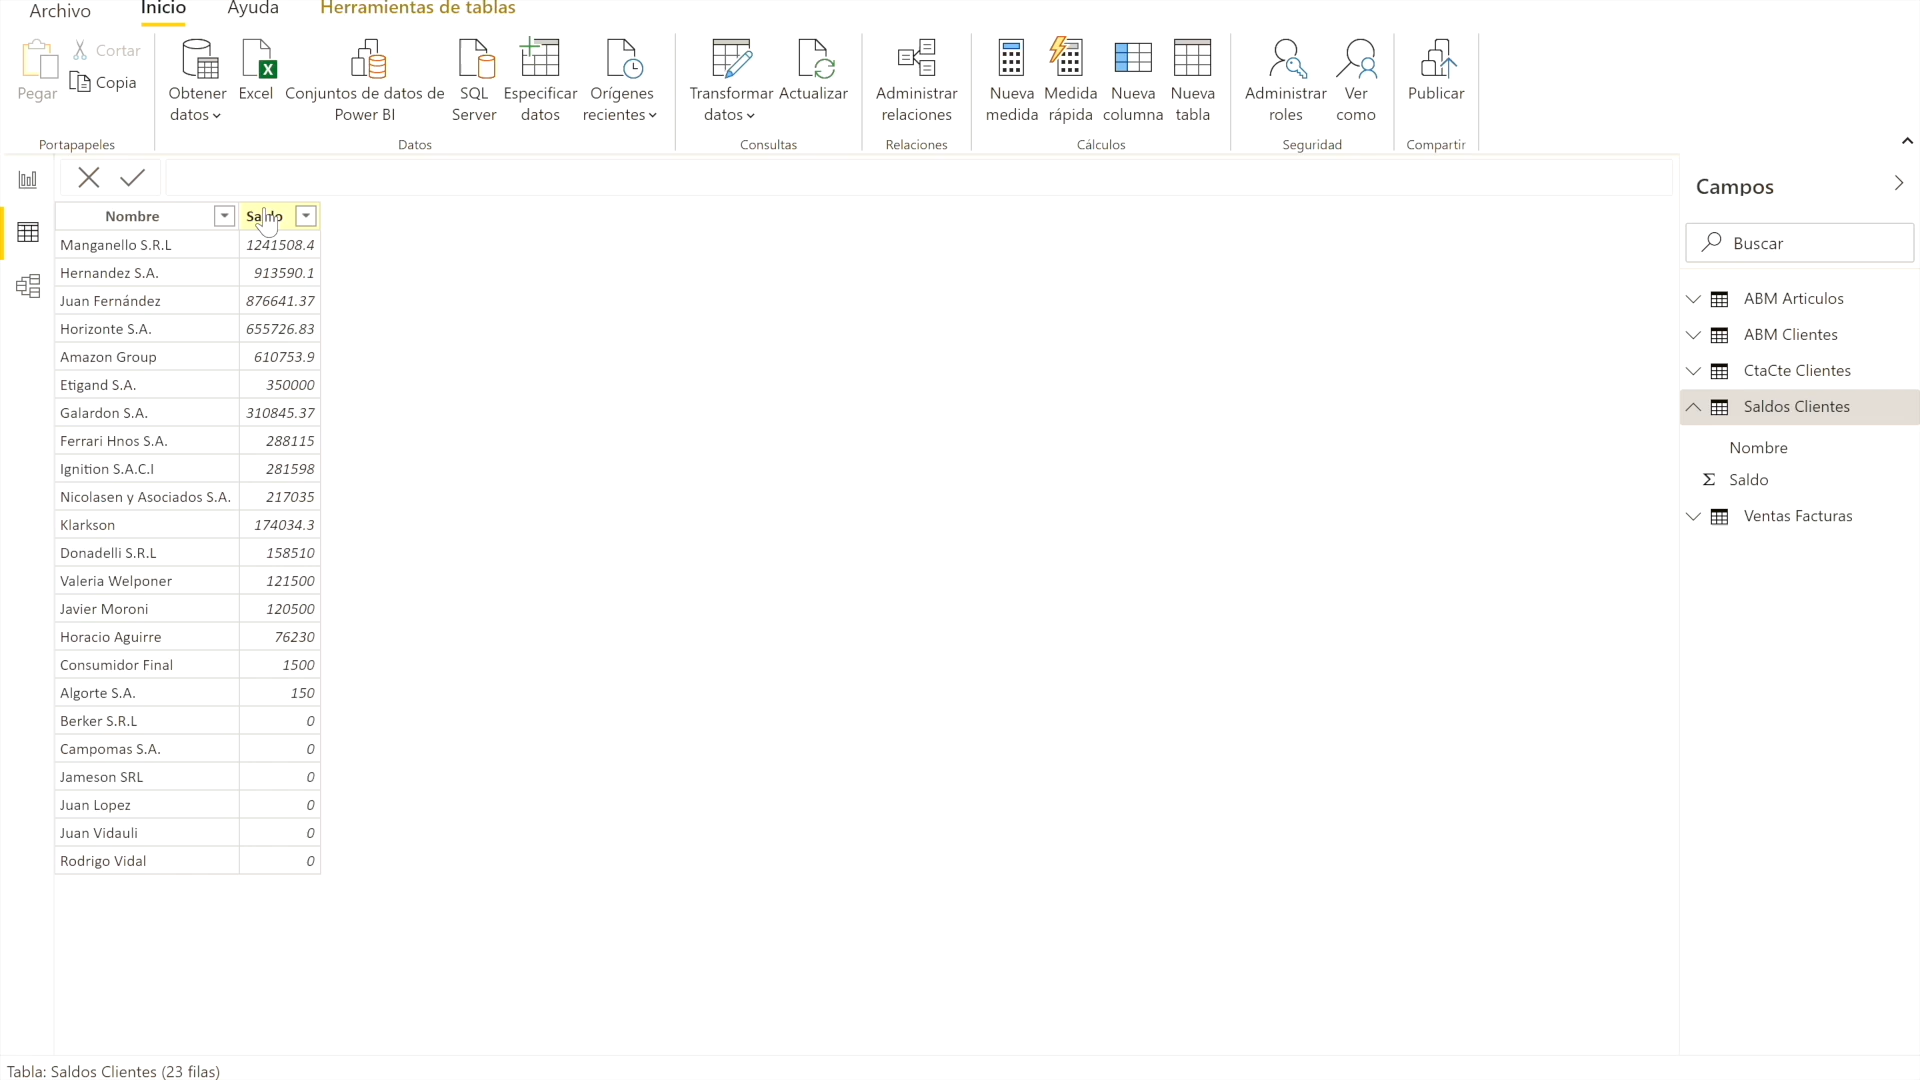 Archivo Inicio Ayuda Herramientas de tablas
Pegar
Cortar
Copia
Portapapeles
Obtener datos
Excel
Conjuntos de datos de Power BI
SQL Server
Especificar datos
Orígenes recientes
Datos
Transformar datos
Actualizar
Consultas
Administrar relaciones
Relaciones
Nueva medida
Medida rápida
Nueva columna
Nueva tabla
Cálculos
Administrar roles
Ver como
Seguridad
Publicar
Compartir
Nombre Saldo
Manganello S.R.L 1241508.4
Hernandez S.A. 913590.1
Juan Fernández 876641.37
Horizonte S.A. 655726.83
Amazon Group 610753.9
Etigand S.A. 350000
Galardon S.A. 310845.37
Ferrari Hnos S.A. 288115
Ignition S.A.C.I 281598
Nicolasen y Asociados S.A. 217035
Klarkson 174034.3
Donadelli S.R.L 158510
Valeria Welponer 121500
Javier Moroni 120500
Horacio Aguirre 76230
Consumidor Final 1500
Algorte S.A. 150
Berker S.R.L 0
Campomas S.A. 0
Jameson SRL 0
Juan Lopez 0
Juan Vidauli 0
Rodrigo Vidal 0
Campos
Buscar
ABM Articulos
ABM Clientes
CtaCte Clientes
Saldos Clientes
Nombre
Σ Saldo
Ventas Facturas
Tabla: Saldos Clientes (23 filas)